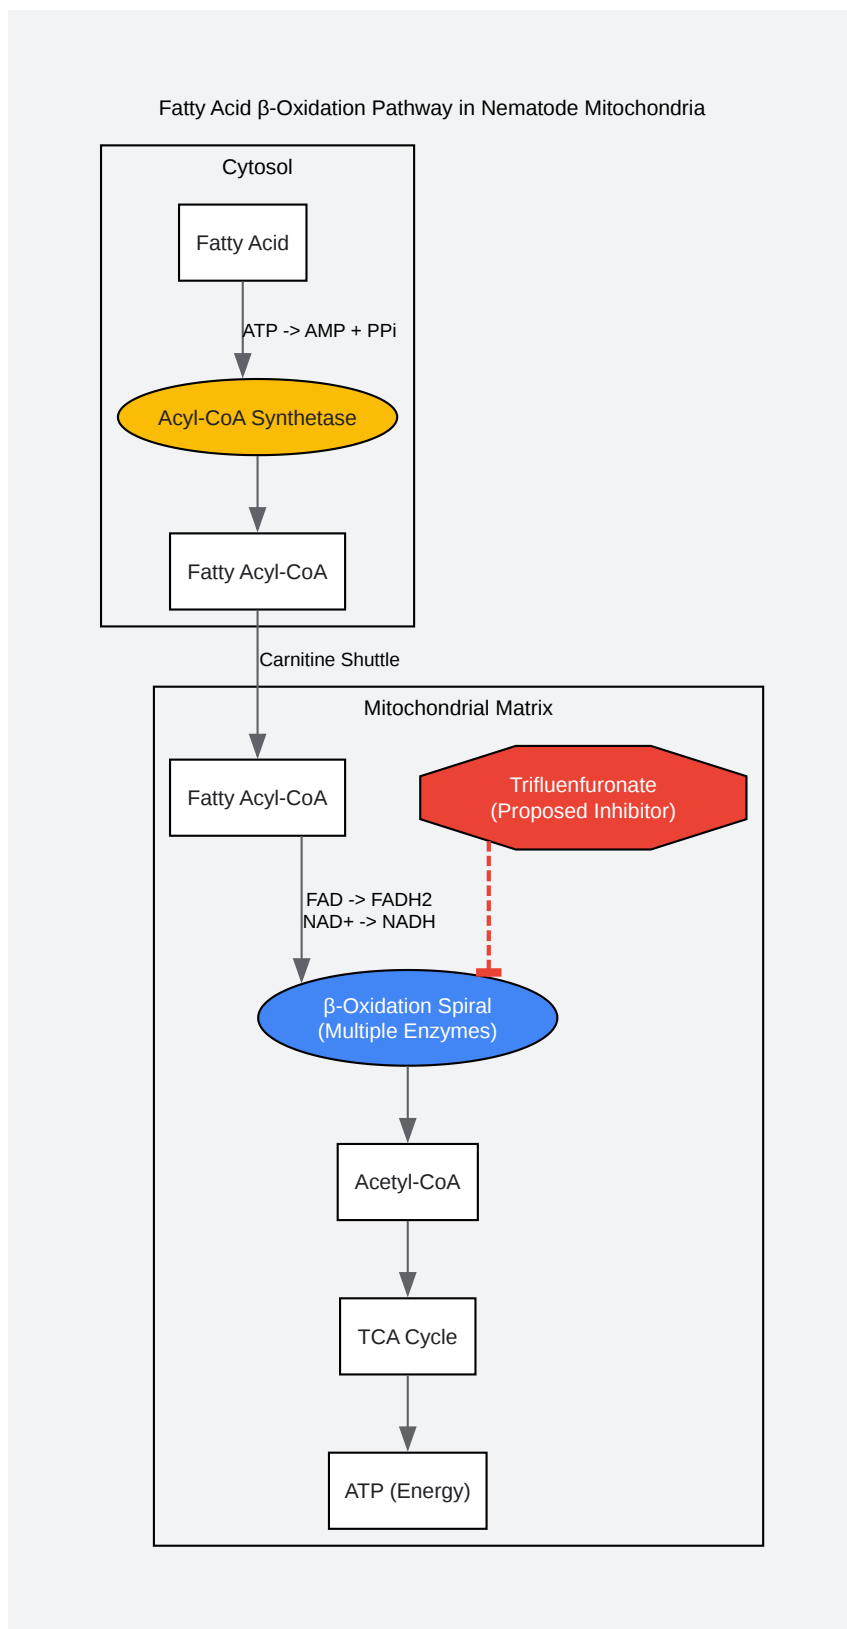 Fatty Acid β-Oxidation Pathway in Nematode Mitochondria
Cytosol
Fatty Acid
ATP -> AMP + PPi
Acyl-CoA Synthetase
Fatty Acyl-CoA
Carnitine Shuttle
Mitochondrial Matrix
Fatty Acyl-CoA
Trifluenfuronate
(Proposed Inhibitor)
FAD -> FADH2
NAD+ -> NADH
β-Oxidation Spiral
(Multiple Enzymes)
Acetyl-CoA
TCA Cycle
ATP (Energy)